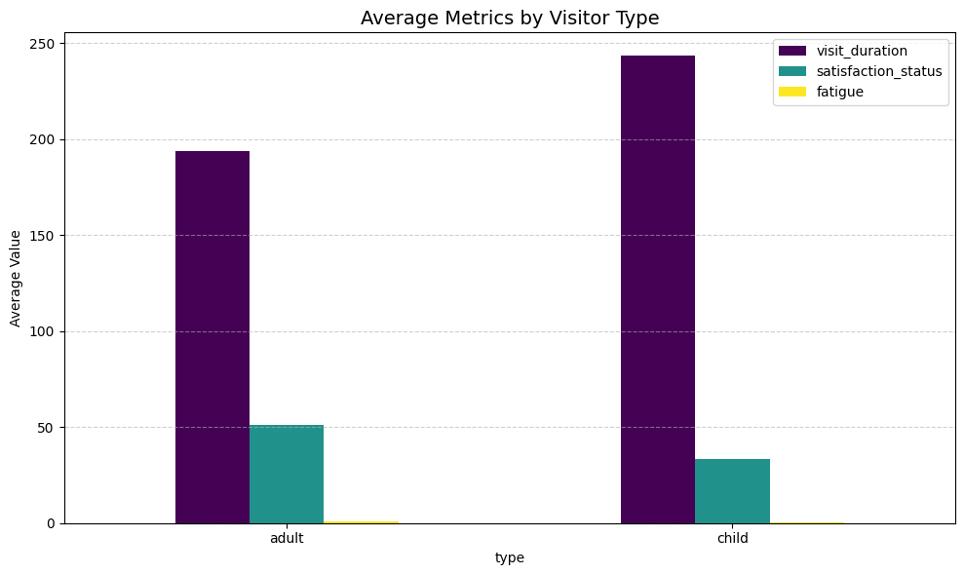 Average Metrics by Visitor Type
250
200
150
100
50
0
Average Value
visit_duration
satisfaction_status
fatigue
adult
child
type